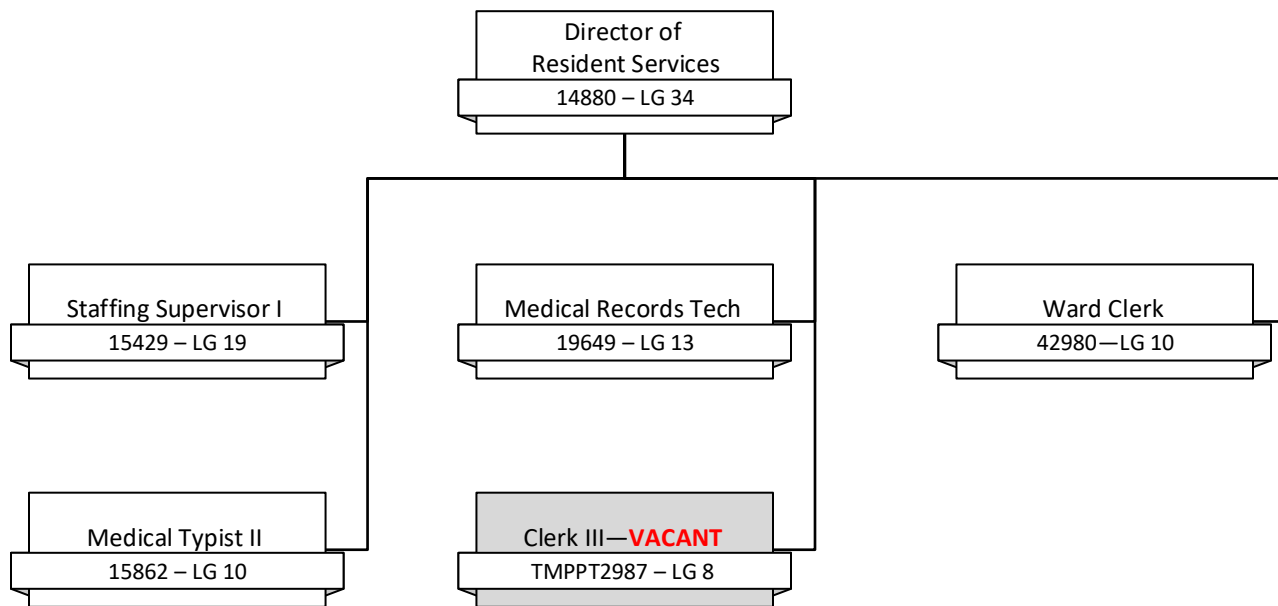 Director of
Resident Services
14880 – LG 34
Staffing Supervisor I
15429 – LG 19
Medical Records Tech
19649 – LG 13
Ward Clerk
42980—LG 10
Medical Typist II
15862 – LG 10
Clerk III—VACANT
TMPPT2987 – LG 8